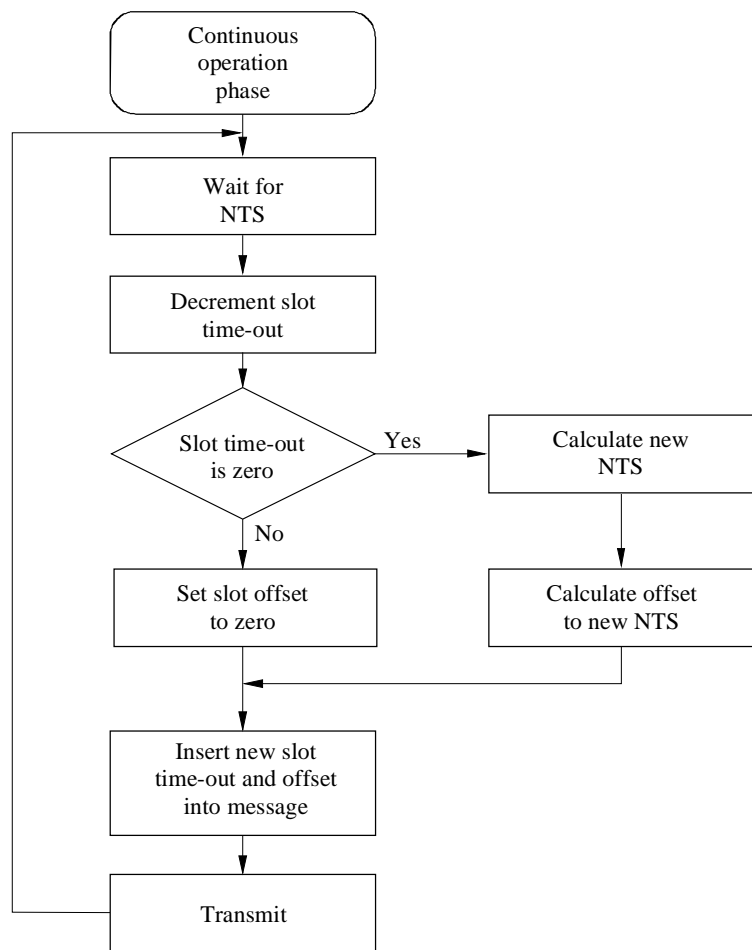 Continuous
operation
phase
Wait for
NTS
Decrement slot
time-out
Slot time-out
is zero
Yes
Calculate new
NTS
No
Set slot offset
to zero
Calculate offset
to new NTS
Insert new slot
time-out and offset
into message
Transmit